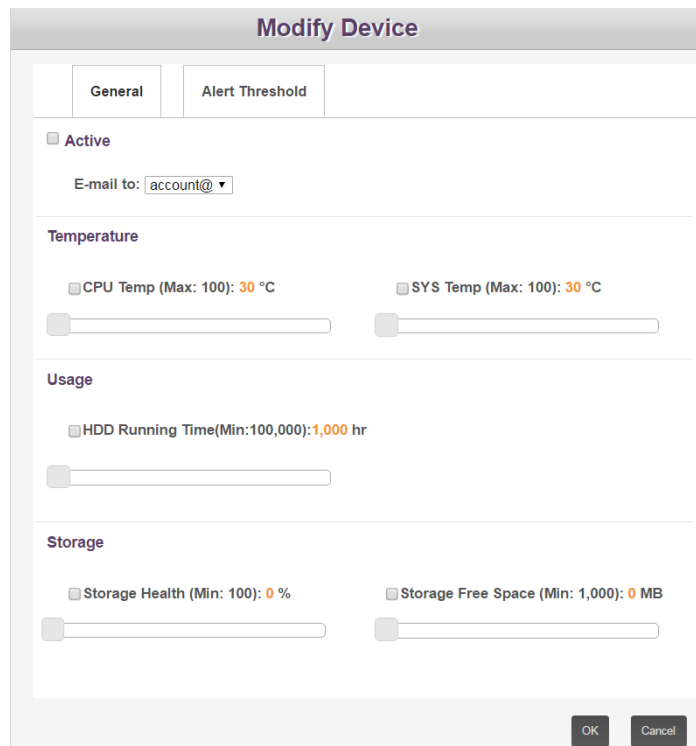 Modify Device
General
Alert Threshold
Active
E-mail to: account@
Temperature
CPU Temp (Max: 100): 30 °C
SYS Temp (Max: 100): 30 °C
Usage
HDD Running Time(Min:100,000):1,000 hr
Storage
Storage Health (Min: 100): 0 %
Storage Free Space (Min: 1,000): 0 MB
OK
Cancel